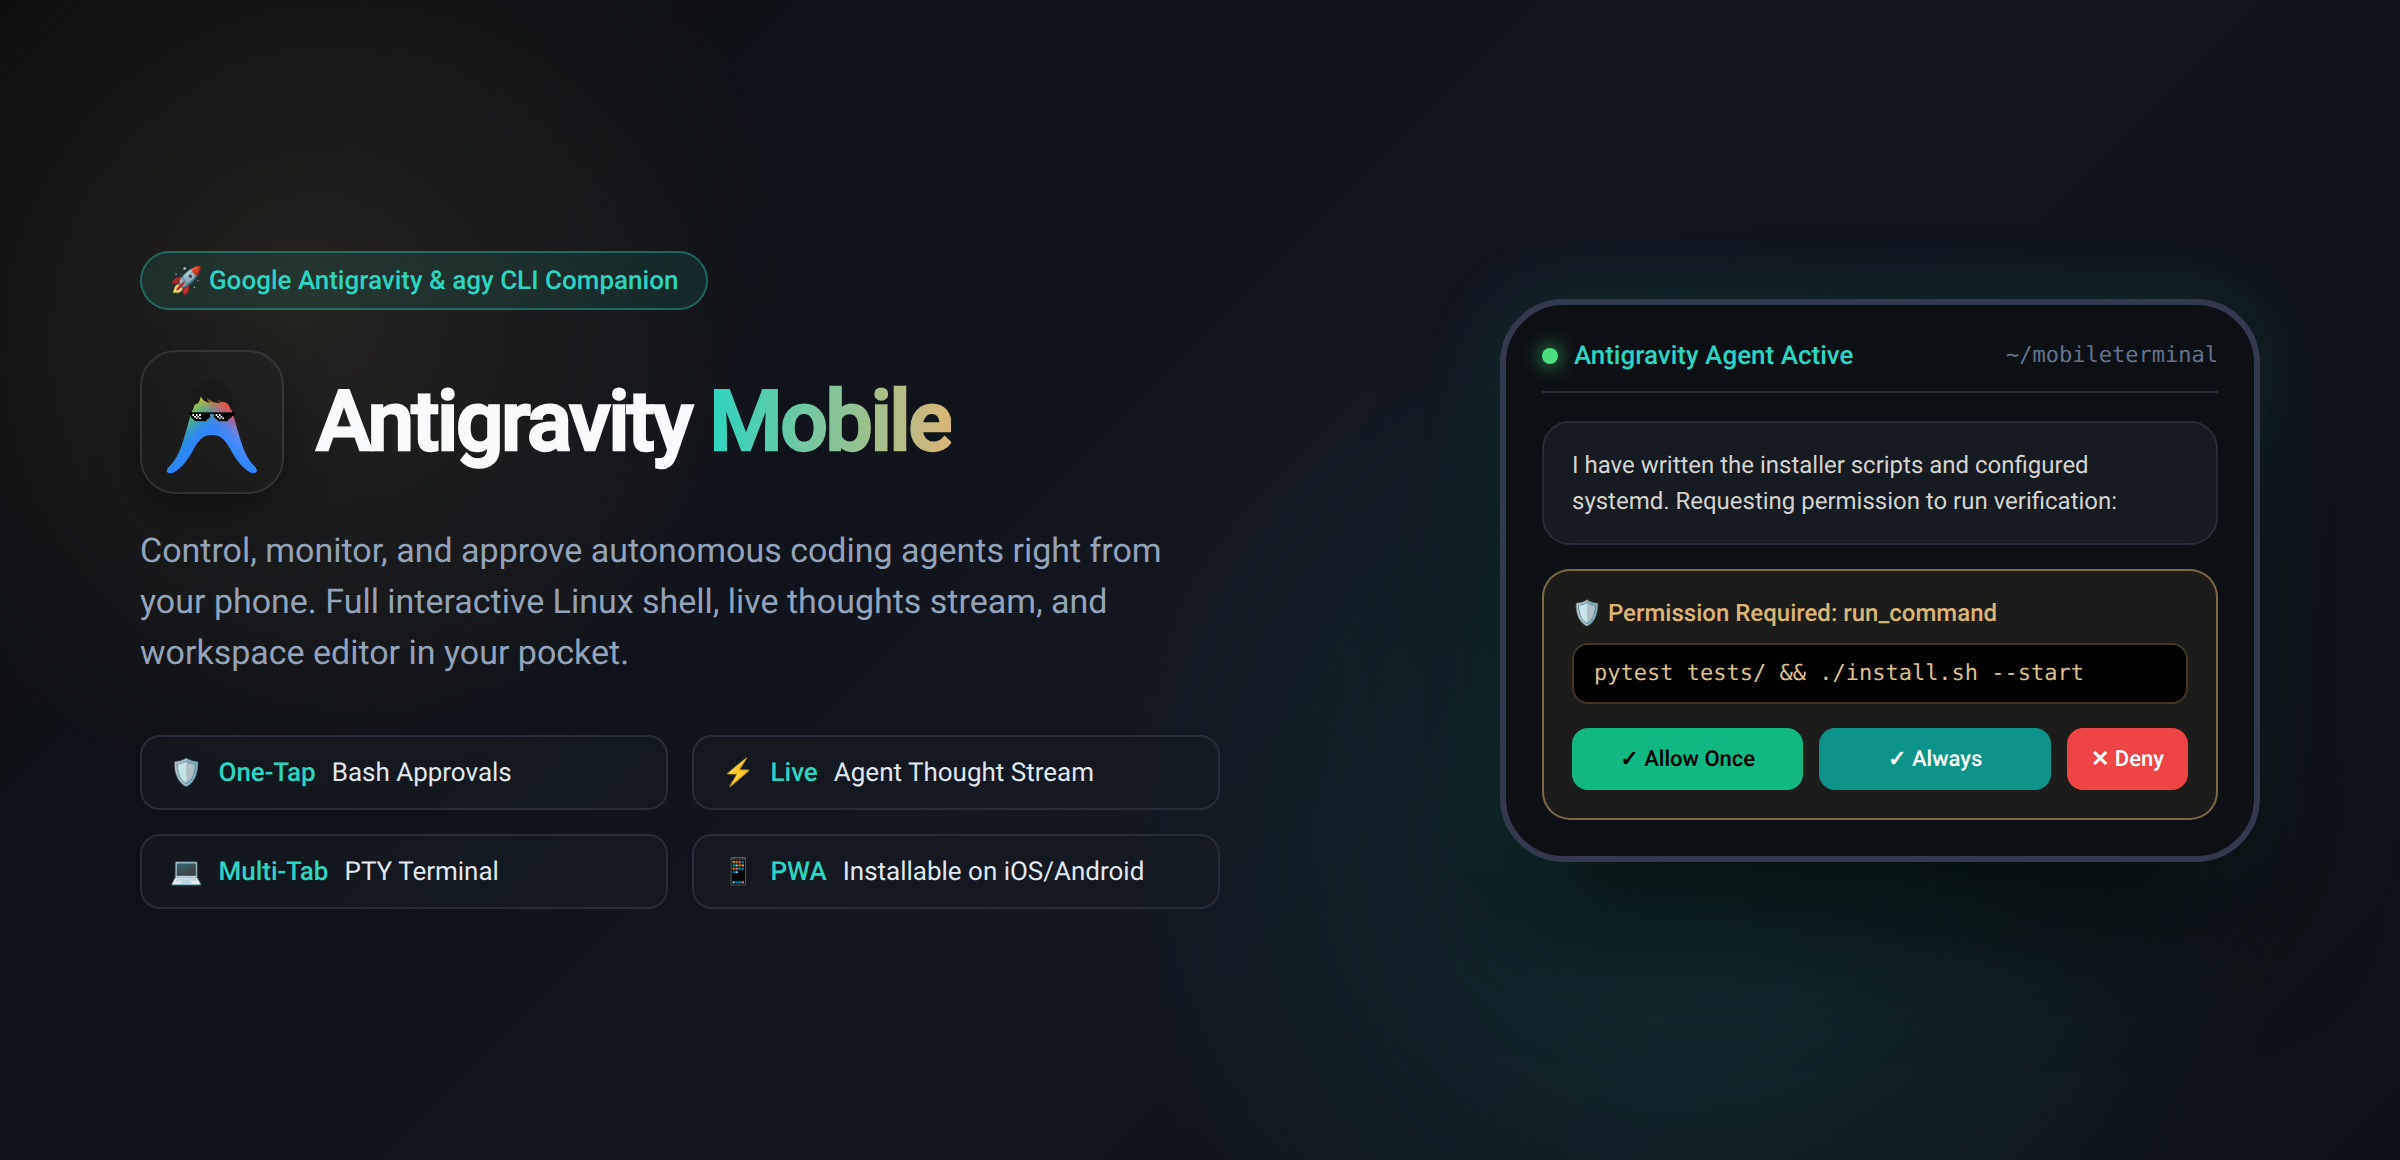 🚀 Google Antigravity & agy CLI Companion
Antigravity Mobile
Control, monitor, and approve autonomous coding agents right from
your phone. Full interactive Linux shell, live thoughts stream, and
workspace editor in your pocket.
🛡️ One-Tap Bash Approvals
⚡ Live Agent Thought Stream
💻 Multi-Tab PTY Terminal
📱 PWA Installable on iOS/Android
Antigravity Agent Active
~/mobileterminal
I have written the installer scripts and configured
systemd. Requesting permission to run verification:
🛡️ Permission Required: run_command
pytest tests/ && ./install.sh --start
✓ Allow Once
✓ Always
✕ Deny